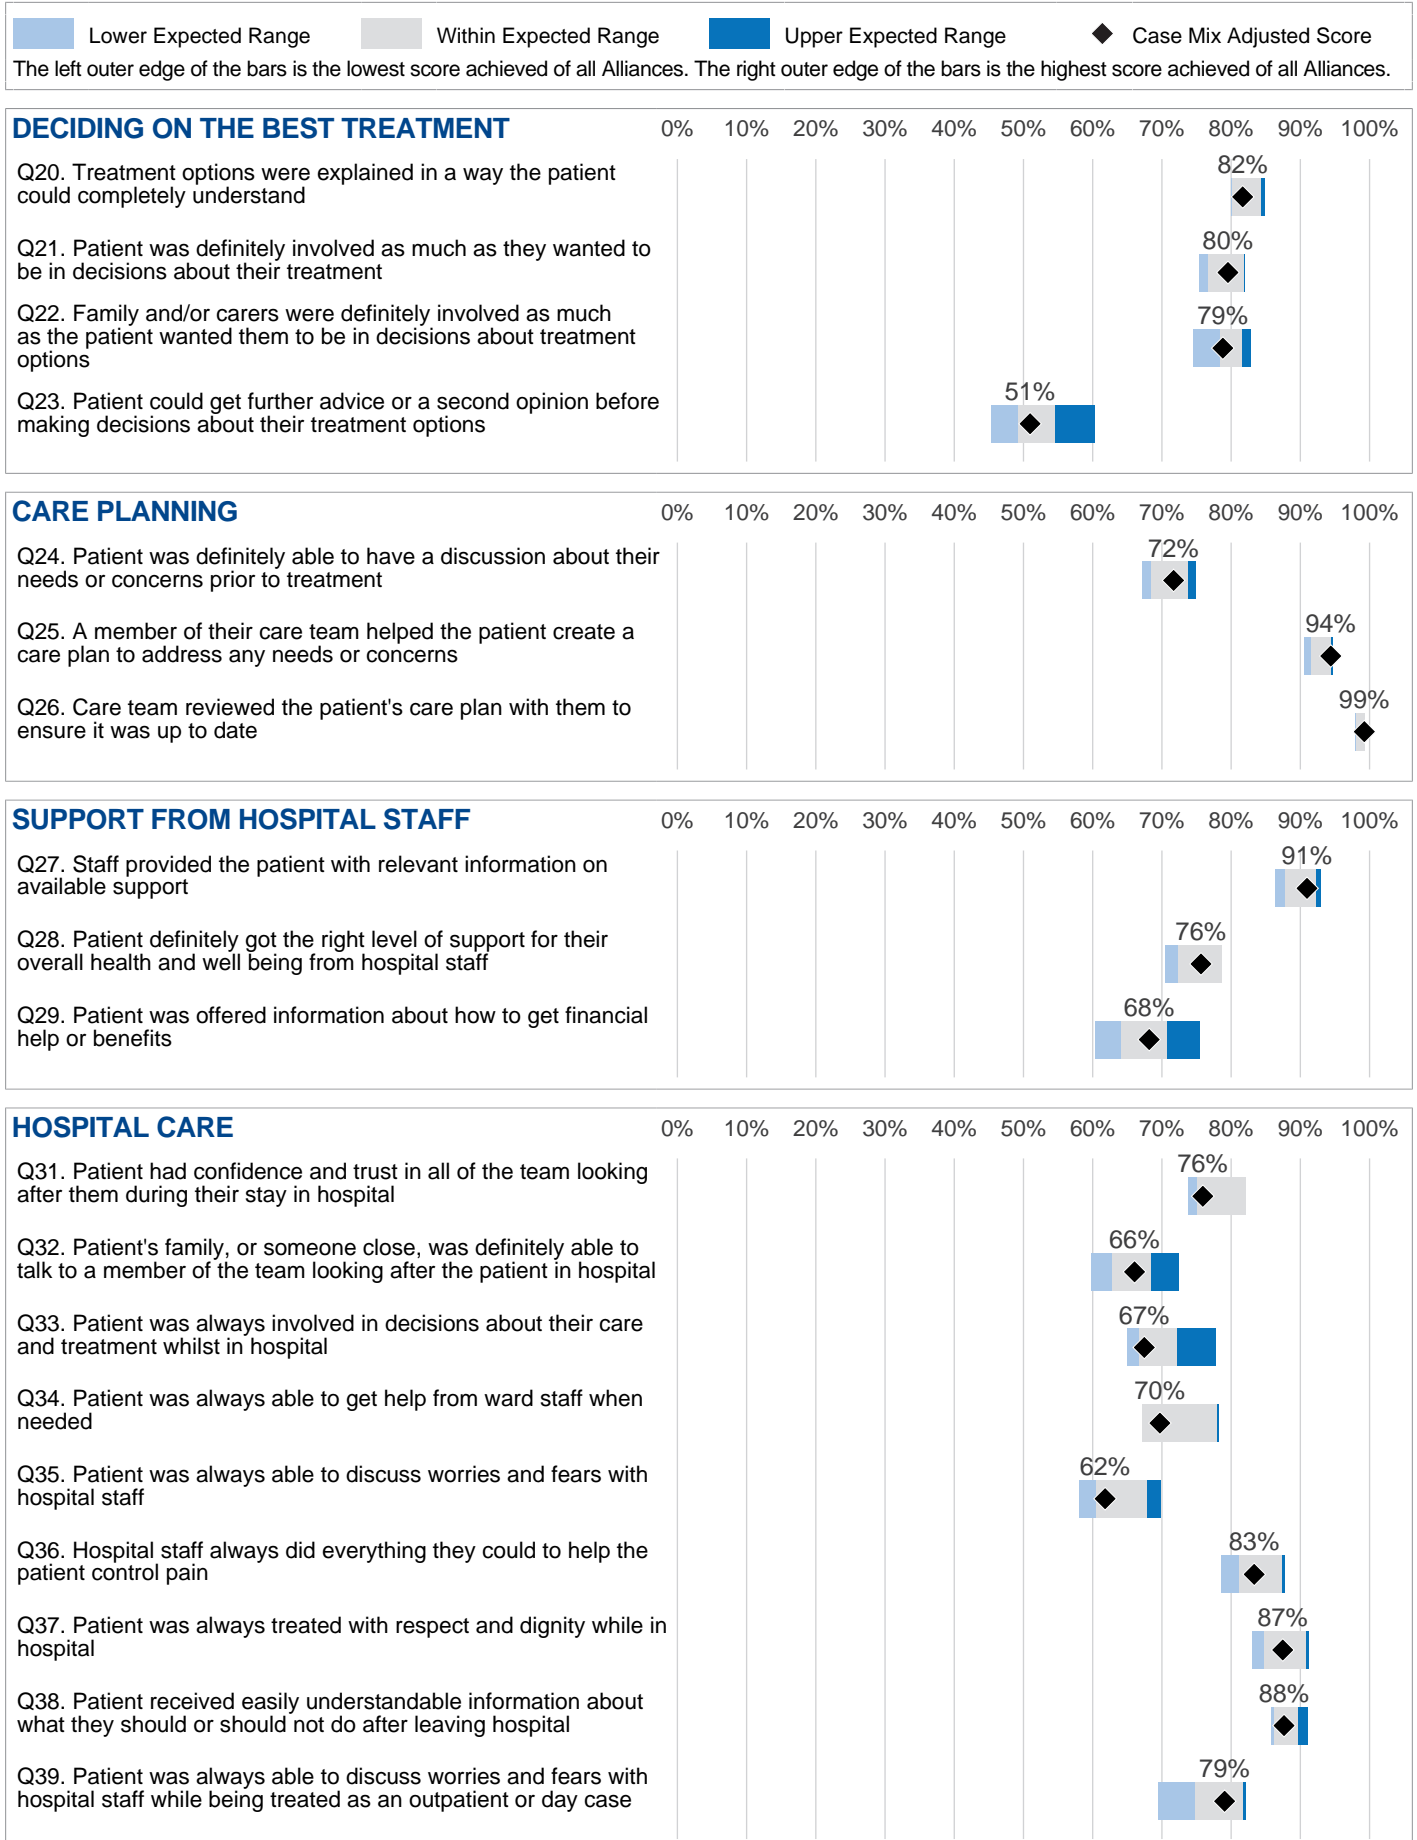 Lower Expected Range Within Expected Range Upper Expected Range Case Mix Adjusted Score
The left outer edge of the bars is the lowest score achieved of all Alliances. The right outer edge of the bars is the highest score achieved of all Alliances.
DECIDING ON THE BEST TREATMENT 0% 10% 20% 30% 40% 50% 60% 70% 80% 90% 100%
Q20. Treatment options were explained in a way the patient
could completely understand
82%
Q21. Patient was definitely involved as much as they wanted to
be in decisions about their treatment
80%
Q22. Family and/or carers were definitely involved as much
as the patient wanted them to be in decisions about treatment
options
79%
Q23. Patient could get further advice or a second opinion before
making decisions about their treatment options
51%
CARE PLANNING 0% 10% 20% 30% 40% 50% 60% 70% 80% 90% 100%
Q24. Patient was definitely able to have a discussion about their
needs or concerns prior to treatment
72%
Q25. A member of their care team helped the patient create a
care plan to address any needs or concerns
94%
Q26. Care team reviewed the patient's care plan with them to
ensure it was up to date
99%
SUPPORT FROM HOSPITAL STAFF 0% 10% 20% 30% 40% 50% 60% 70% 80% 90% 100%
Q27. Staff provided the patient with relevant information on
available support
91%
Q28. Patient definitely got the right level of support for their
overall health and well being from hospital staff
76%
Q29. Patient was offered information about how to get financial
help or benefits
68%
HOSPITAL CARE 0% 10% 20% 30% 40% 50% 60% 70% 80% 90% 100%
Q31. Patient had confidence and trust in all of the team looking
after them during their stay in hospital
76%
Q32. Patient's family, or someone close, was definitely able to
talk to a member of the team looking after the patient in hospital
66%
Q33. Patient was always involved in decisions about their care
and treatment whilst in hospital
67%
Q34. Patient was always able to get help from ward staff when
needed
70%
Q35. Patient was always able to discuss worries and fears with
hospital staff
62%
Q36. Hospital staff always did everything they could to help the
patient control pain
83%
Q37. Patient was always treated with respect and dignity while in
hospital
87%
Q38. Patient received easily understandable information about
what they should or should not do after leaving hospital
88%
Q39. Patient was always able to discuss worries and fears with
hospital staff while being treated as an outpatient or day case
79%